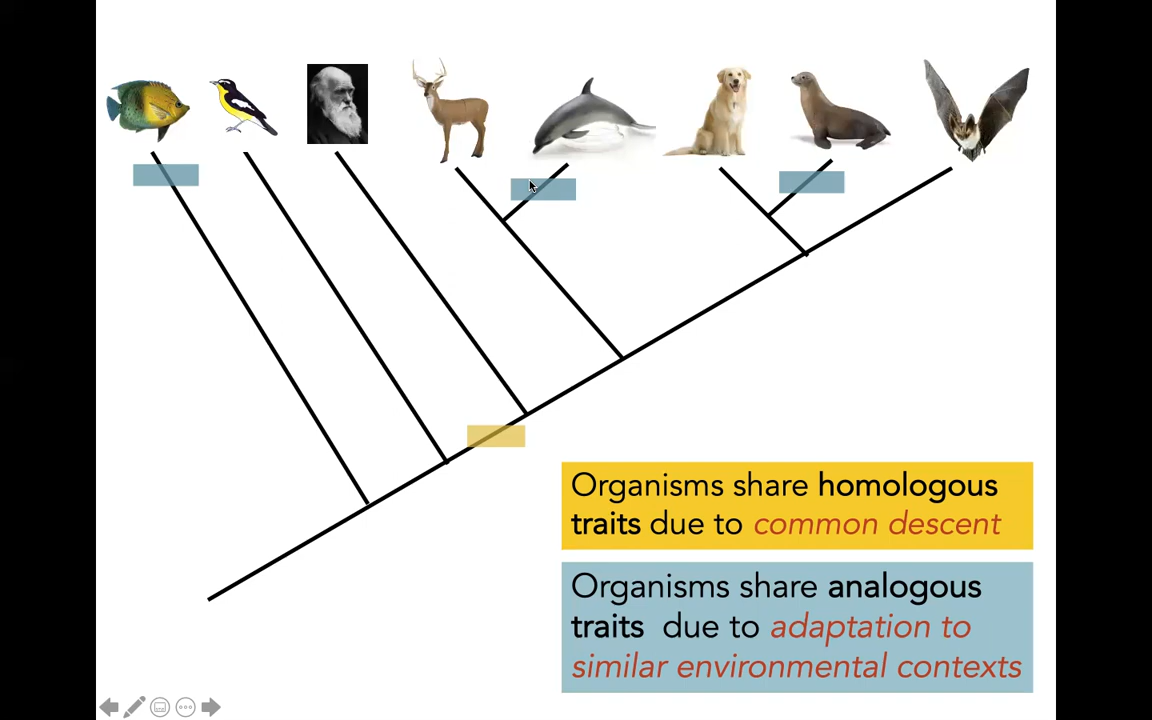 Organisms share homologous
traits due to common descent
Organisms share analogous
traits due to adaptation to
similar environmental contexts